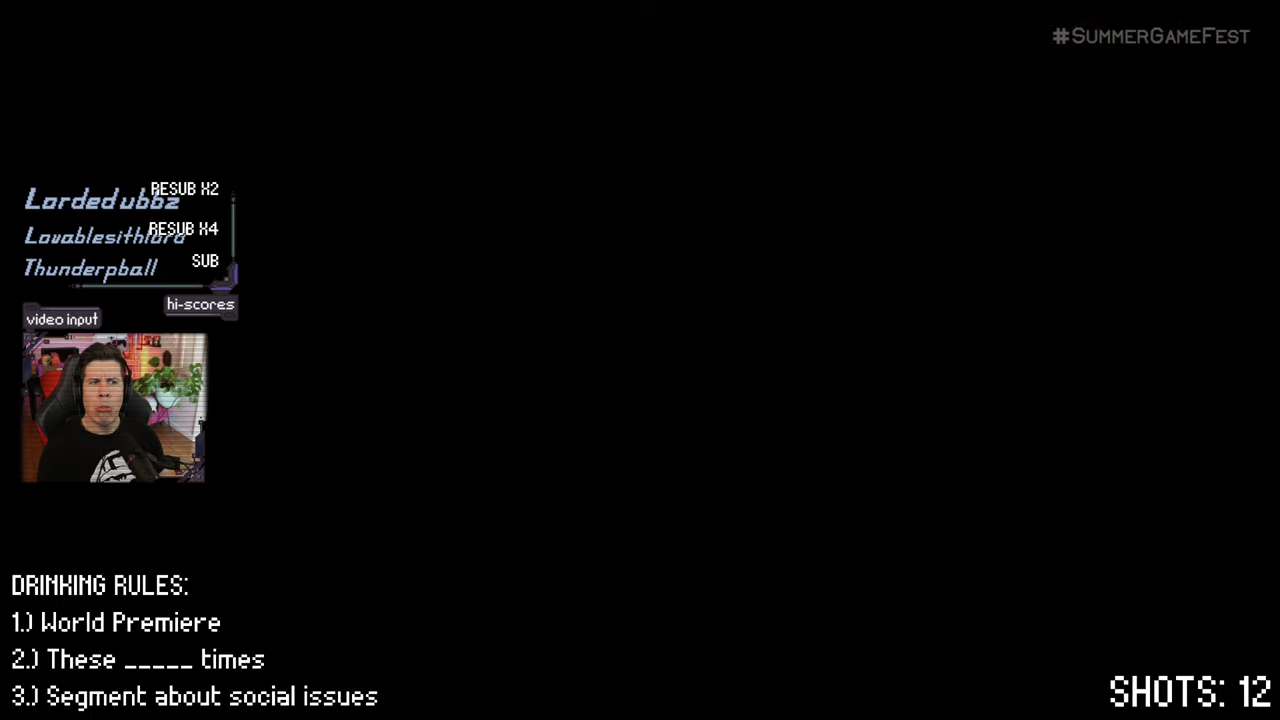 #SUMMERGAMEFEST
Lordedubbz RESUB X2
Lovablesithlord RESUB X4
Thunderpball SUB
hi-scores
video input
DRINKING RULES:
1.) World Premiere
2.) These _____ times
3.) Segment about social issues
SHOTS: 12